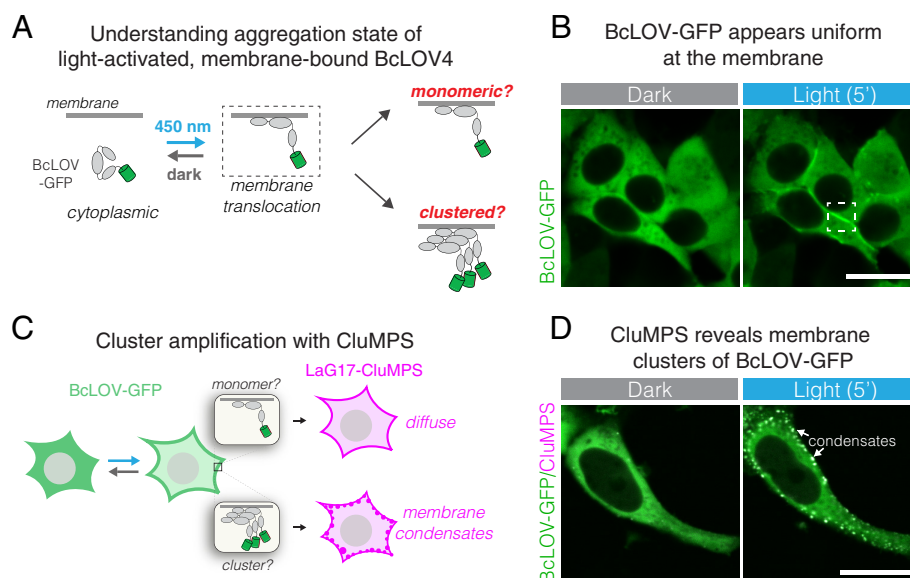 A
Understanding aggregation state of
light-activated, membrane-bound BcLOV4
membrane
450 nm
dark
BcLOV
-GFP
cytoplasmic
membrane
translocation
monomeric?
clustered?
B
BcLOV-GFP appears uniform
at the membrane
Dark
Light (5')
BcLOV-GFP
C
Cluster amplification with CluMPS
BcLOV-GFP
monomer?
LaG17-CluMPS
diffuse
membrane
condensates
cluster?
D
CluMPS reveals membrane
clusters of BcLOV-GFP
Dark
Light (5')
condensates
BcLOV-GFP/CluMPS